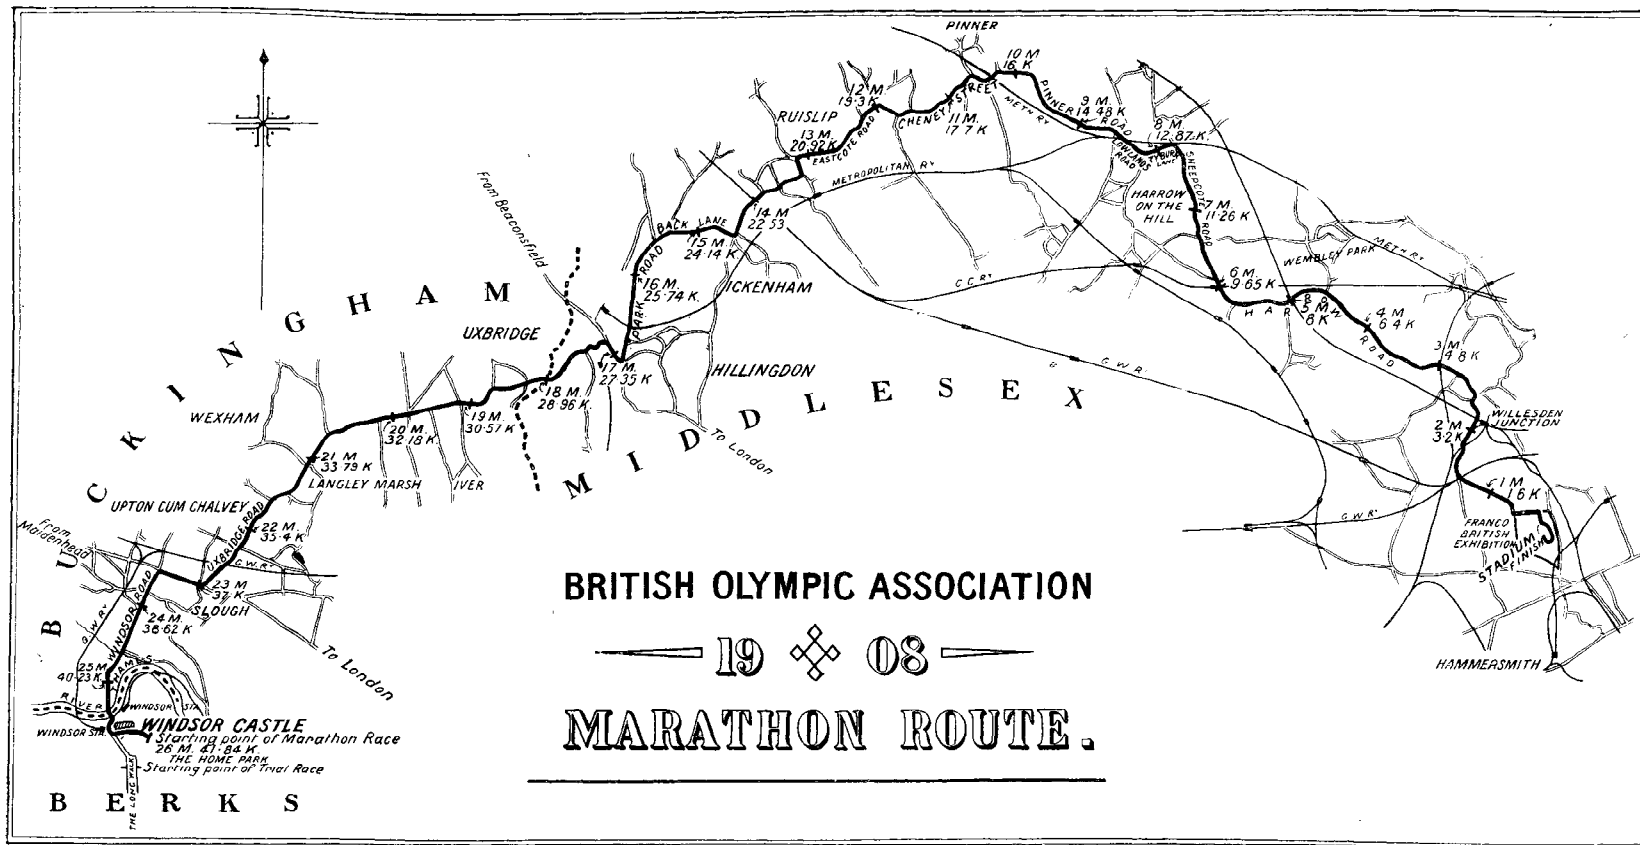 PINNER
10 M
16 K
PINNER ROAD
METN RY
9 M.
14 48 K
8 M.
12.87.K.
LOWLANDS ROAD
TYBURN LANE
SHEEPCOTE ROAD
HARROW
ON THE
HILL
7 M.
11.26 K
12 M.
19.3 K
CHENEY STREET
11 M.
17 7 K
RUISLIP
13 M.
20.92 K
EASTCOTE ROAD
METROPOLITAN RY
From Beaconsfield
14 M
22 53
BACK LANE
15 M.
24.14 K.
PARK ROAD
16 M.
25.74 K.
ICKENHAM
C C RY
6 M.
9.65 K
WEMBLEY PARK
METN RY
HARROW ROAD
5 M
8 K
4 M
6 4 K
3 M
4 8 K
G. W R.
BUCKINGHAM
UXBRIDGE
17 M.
27.35 K
HILLINGDON
18 M.
28.96 K.
MIDDLESEX
To London
WEXHAM
19 M.
30.57 K
20 M.
32.18 K.
21 M
33 79 K
LANGLEY MARSH
IVER
WILLESDEN
JUNCTION
2 M
3.2 K
1 M
1 6 K
G W RY
UPTON CUM CHALVEY
UXBRIDGE ROAD
22 M.
35.4 K
From
Maidenhead
G.W.RY
23 M
37 K
SLOUGH
FRANCO
BRITISH
EXHIBITION
STADIUM
FINISH
WINDSOR ROAD
24 M.
38.62 K
G. W RY
To London
25 M
40.23 K
RIVER THAMES
WINDSOR STA.
WINDSOR STA.
WINDSOR CASTLE
Starting point of Marathon Race
26 M. 41.84 K.
THE HOME PARK
Starting point of Trial Race
THE LONG WALK
BERKS
HAMMERSMITH
BRITISH OLYMPIC ASSOCIATION
19 08
MARATHON ROUTE.